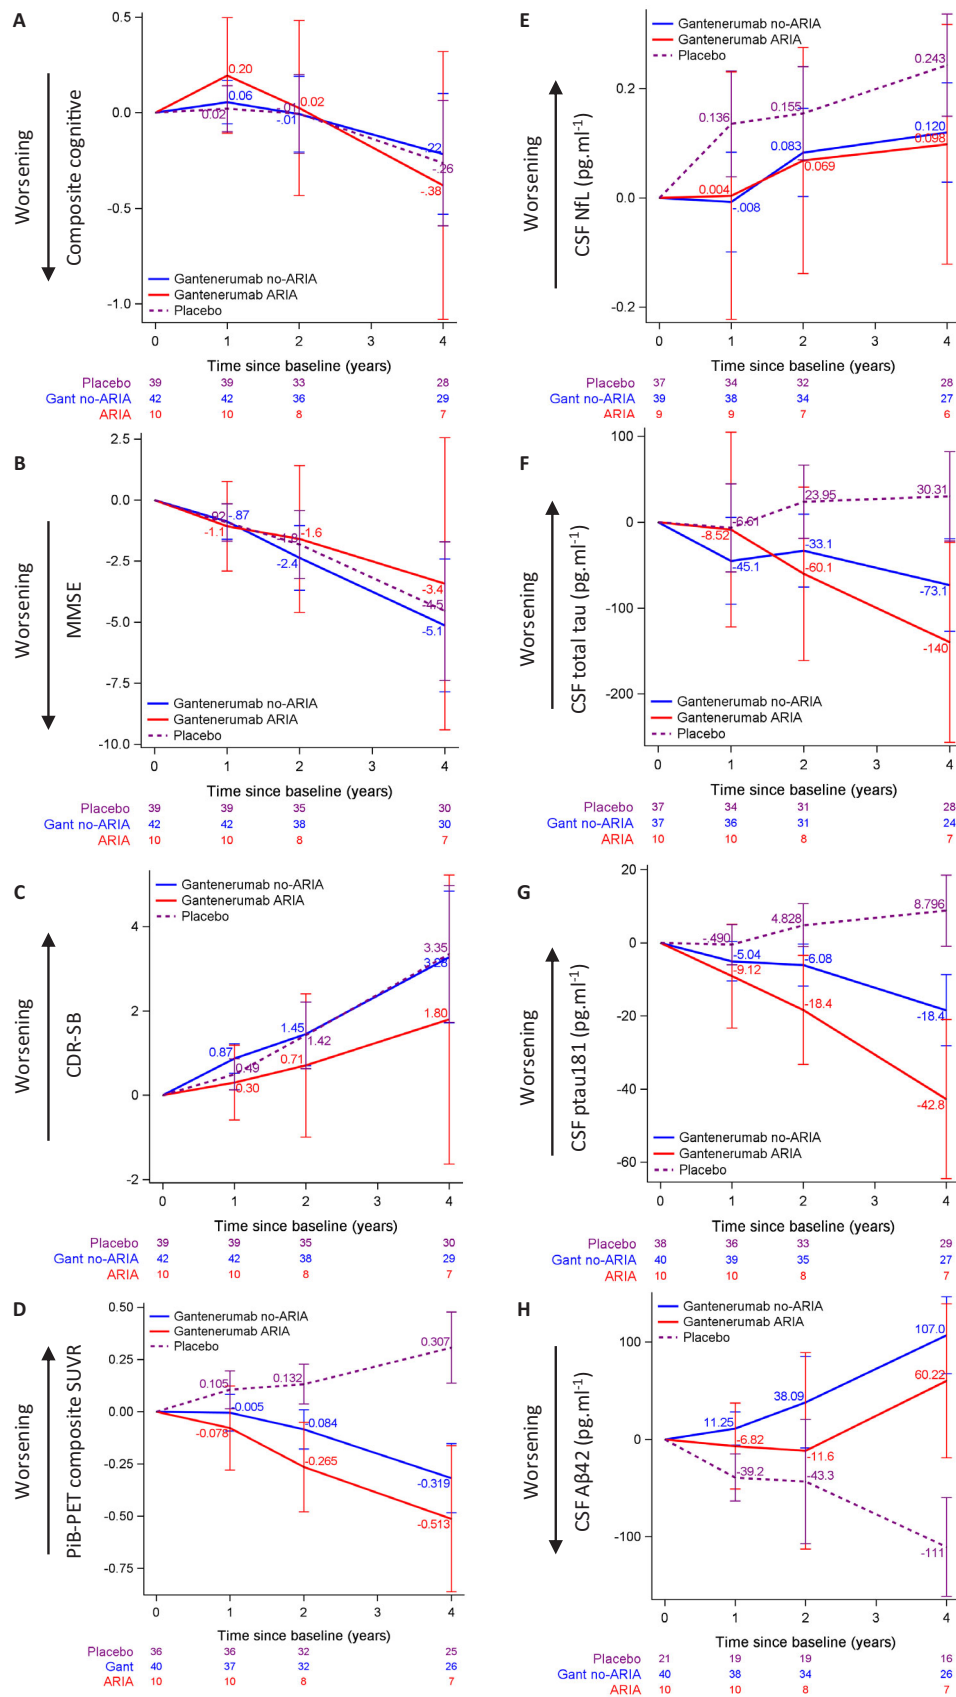 A
Worsening
Composite cognitive
0.5
0.0
-0.5
-1.0
0.20
0.06
0.02
0.02
-.01
.22
-.26
-.38
Gantenerumab no-ARIA
Gantenerumab ARIA
Placebo
0 1 2 3 4
Time since baseline (years)
Placebo 39 39 33 28
Gant no-ARIA 42 42 36 29
ARIA 10 10 8 7
B
Worsening
MMSE
2.5
0.0
-2.5
-5.0
-7.5
-10.0
.92
-.87
-1.1
-1.8
-1.6
-2.4
-3.4
-4.5
-5.1
Gantenerumab no-ARIA
Gantenerumab ARIA
Placebo
0 1 2 3 4
Time since baseline (years)
Placebo 39 39 35 30
Gant no-ARIA 42 42 38 30
ARIA 10 10 8 7
C
Worsening
CDR-SB
4
2
0
-2
Gantenerumab no-ARIA
Gantenerumab ARIA
Placebo
0.87
0.49
0.30
1.45
1.42
0.71
3.35
3.28
1.80
0 1 2 3 4
Time since baseline (years)
Placebo 39 39 35 30
Gant no-ARIA 42 42 38 29
ARIA 10 10 8 7
D
Worsening
PiB-PET composite SUVR
0.50
0.25
0.00
-0.25
-0.50
-0.75
Gantenerumab no-ARIA
Gantenerumab ARIA
Placebo
0.105
-0.005
-0.078
0.132
-0.084
-0.265
0.307
-0.319
-0.513
0 1 2 3 4
Time since baseline (years)
Placebo 36 36 32 25
Gant 40 37 32 26
ARIA 10 10 8 7
E
Worsening
CSF NfL (pg.ml-1)
0.2
0.0
-0.2
Gantenerumab no-ARIA
Gantenerumab ARIA
Placebo
0.136
0.004
-.008
0.155
0.083
0.069
0.243
0.120
0.098
0 1 2 3 4
Time since baseline (years)
Placebo 37 34 32 28
Gant no-ARIA 39 38 34 27
ARIA 9 9 7 6
F
Worsening
CSF total tau (pg.ml-1)
100
0
-100
-200
-6.61
-8.52
-45.1
23.95
-33.1
-60.1
30.31
-73.1
-140
Gantenerumab no-ARIA
Gantenerumab ARIA
Placebo
0 1 2 3 4
Time since baseline (years)
Placebo 37 34 31 28
Gant no-ARIA 37 36 31 24
ARIA 10 10 8 7
G
Worsening
CSF ptau181 (pg.ml-1)
20
0
-20
-40
-60
-.490
-5.04
-9.12
4.828
-6.08
-18.4
8.796
-18.4
-42.8
Gantenerumab no-ARIA
Gantenerumab ARIA
Placebo
0 1 2 3 4
Time since baseline (years)
Placebo 38 36 33 29
Gant no-ARIA 40 39 35 27
ARIA 10 10 8 7
H
Worsening
CSF Aβ42 (pg.ml-1)
100
0
-100
Gantenerumab no-ARIA
Gantenerumab ARIA
Placebo
11.25
-6.82
-39.2
38.09
-11.6
-43.3
107.0
60.22
-111
0 1 2 3 4
Time since baseline (years)
Placebo 21 19 19 16
Gant no-ARIA 40 38 34 26
ARIA 10 10 8 7